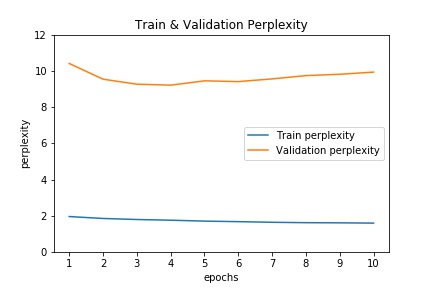 Train & Validation Perplexity
12
10
8
6
4
2
0
perplexity
Train perplexity
Validation perplexity
1 2 3 4 5 6 7 8 9 10
epochs